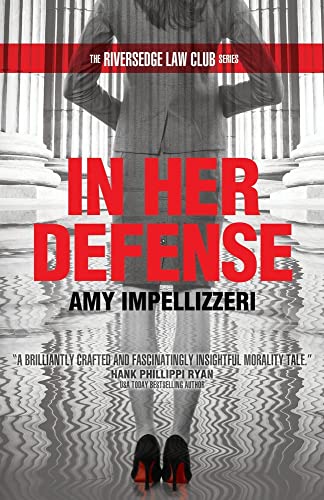 THE RIVERSEDGE LAW CLUB SERIES
IN HER
DEFENSE
AMY IMPELLIZZERI
“A BRILLIANTLY CRAFTED AND FASCINATINGLY INSIGHTFUL MORALITY TALE.”
HANK PHILLIPPI RYAN
USA TODAY BESTSELLING AUTHOR